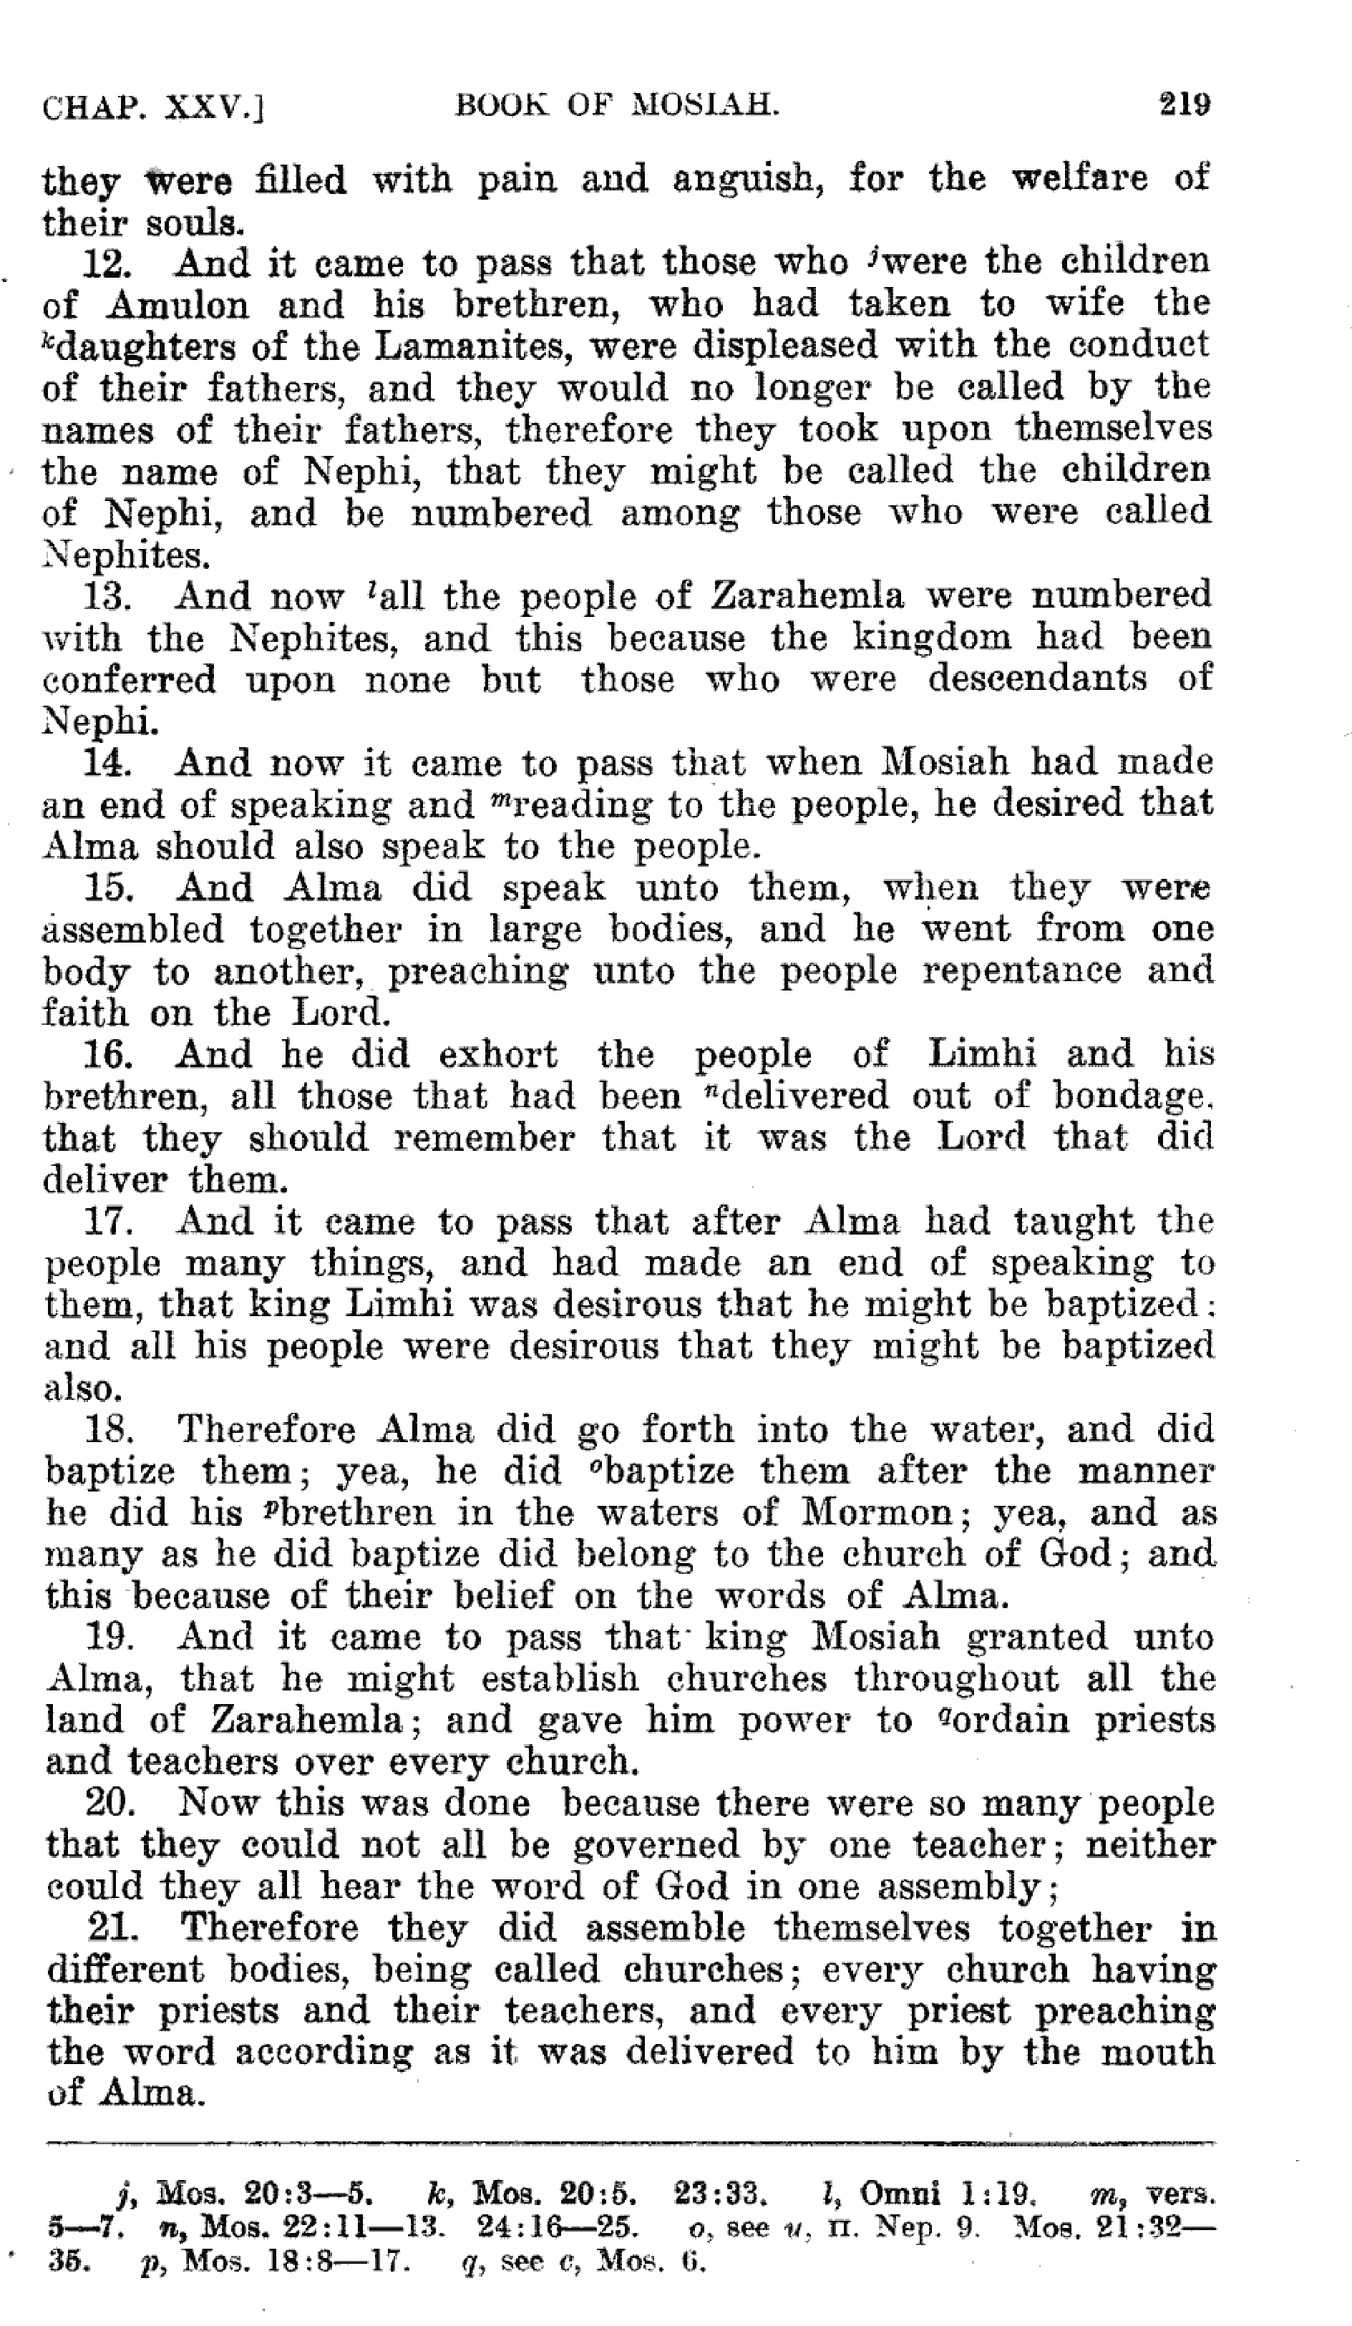 CHAP. XXV.] BOOK OF MOSIAH. 219
they were filled with pain and anguish, for the welfare of
their souls.
12. And it came to pass that those who jwere the children
of Amulon and his brethren, who had taken to wife the
kdaughters of the Lamanites, were displeased with the conduct
of their fathers, and they would no longer be called by the
names of their fathers, therefore they took upon themselves
the name of Nephi, that they might be called the children
of Nephi, and be numbered among those who were called
Nephites.
13. And now lall the people of Zarahemla were numbered
with the Nephites, and this because the kingdom had been
conferred upon none but those who were descendants of
Nephi.
14. And now it came to pass that when Mosiah had made
an end of speaking and mreading to the people, he desired that
Alma should also speak to the people.
15. And Alma did speak unto them, when they were
assembled together in large bodies, and he went from one
body to another, preaching unto the people repentance and
faith on the Lord.
16. And he did exhort the people of Limhi and his
brethren, all those that had been ndelivered out of bondage,
that they should remember that it was the Lord that did
deliver them.
17. And it came to pass that after Alma had taught the
people many things, and had made an end of speaking to
them, that king Limhi was desirous that he might be baptized;
and all his people were desirous that they might be baptized
also.
18. Therefore Alma did go forth into the water, and did
baptize them; yea, he did obaptize them after the manner
he did his pbrethren in the waters of Mormon; yea, and as
many as he did baptize did belong to the church of God; and
this because of their belief on the words of Alma.
19. And it came to pass that king Mosiah granted unto
Alma, that he might establish churches throughout all the
land of Zarahemla; and gave him power to qordain priests
and teachers over every church.
20. Now this was done because there were so many people
that they could not all be governed by one teacher; neither
could they all hear the word of God in one assembly;
21. Therefore they did assemble themselves together in
different bodies, being called churches; every church having
their priests and their teachers, and every priest preaching
the word according as it was delivered to him by the mouth
of Alma.
j, Mos. 20:3—5. k, Mos. 20:5. 23:33. l, Omni 1:19. m, vers.
5—7. n, Mos. 22:11—13. 24:16—25. o, see u, II. Nep. 9. Mos. 21:32—
35. p, Mos. 18:8—17. q, see c, Mos. 6.